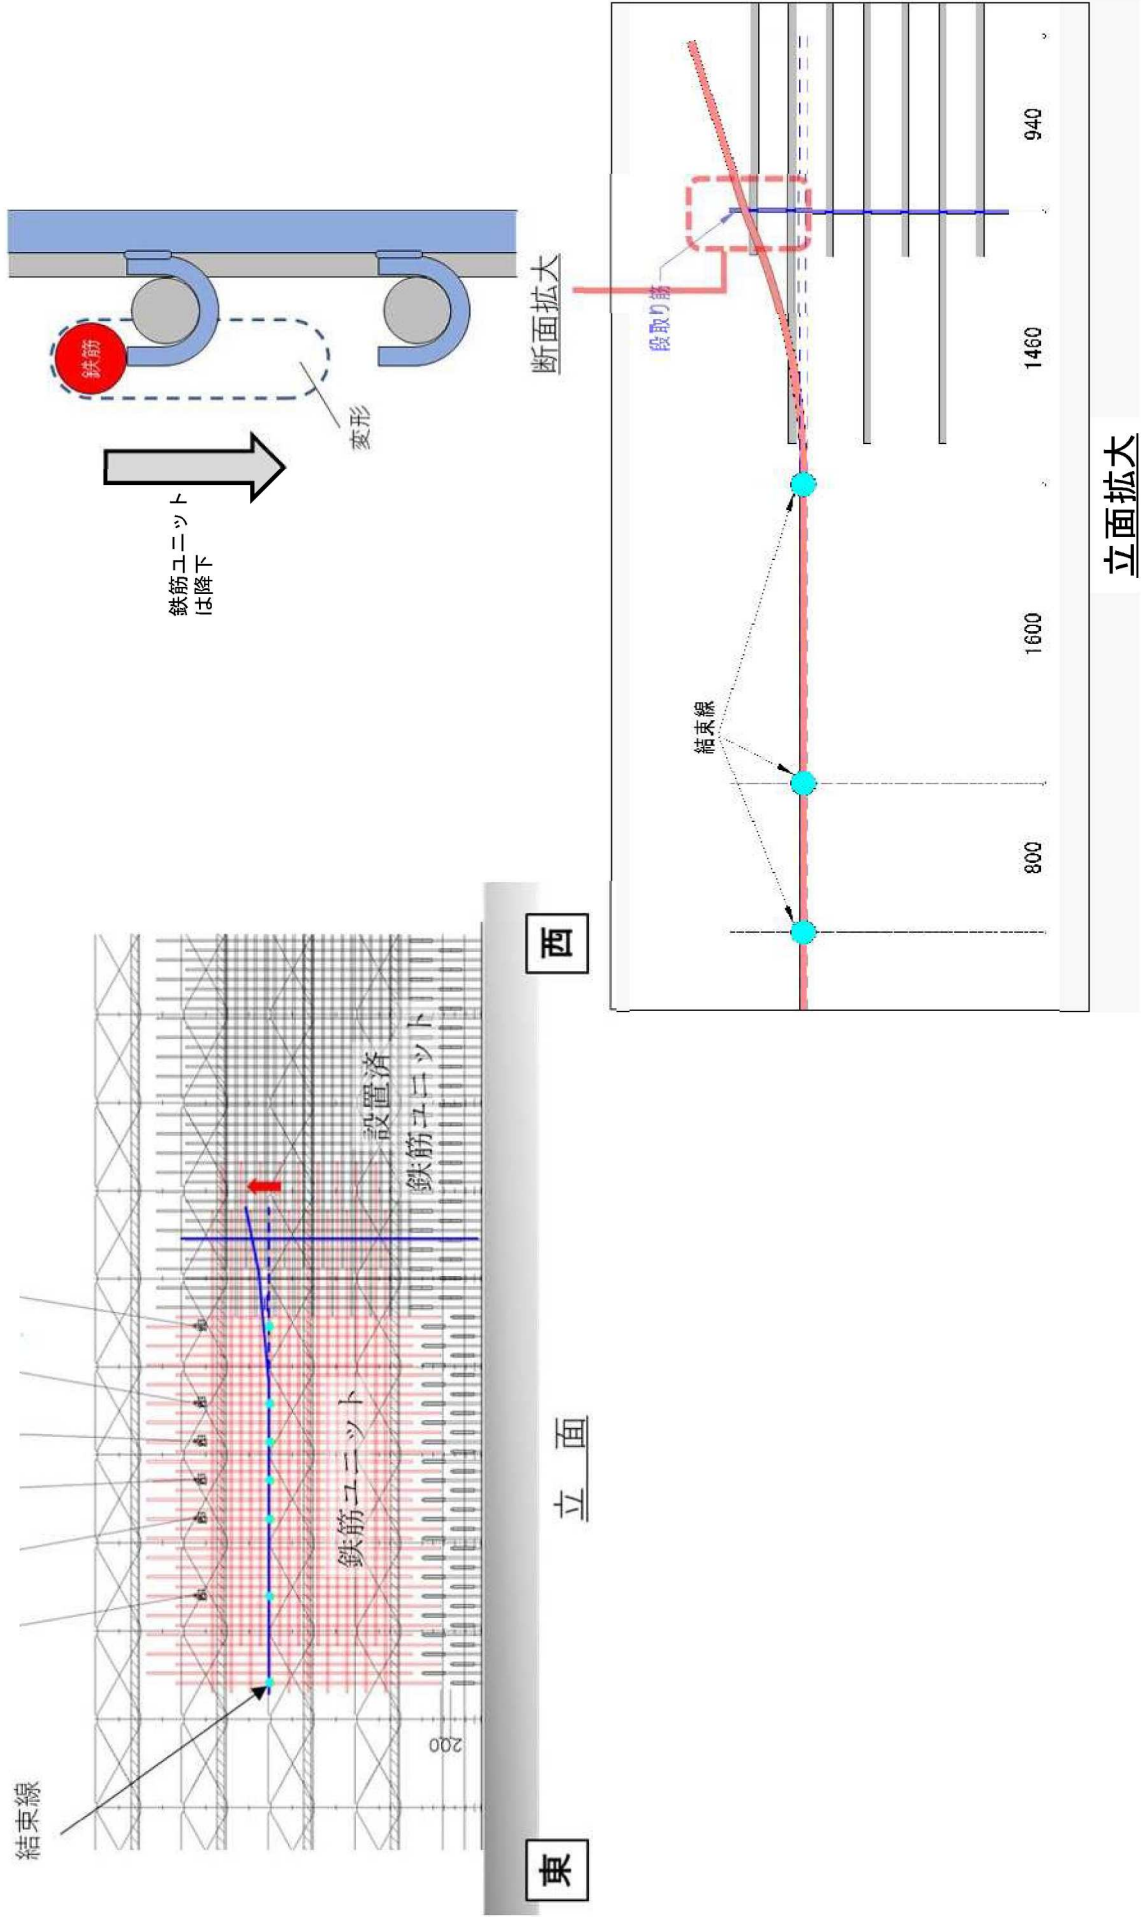 結束線
200
鉄筋ユニット
設置済
鉄筋ユニット
東
西
立　面
鉄筋ユニット
は降下
鉄筋
変形
断面拡大
段取り筋
結束線
800
1600
1460
940
立面拡大